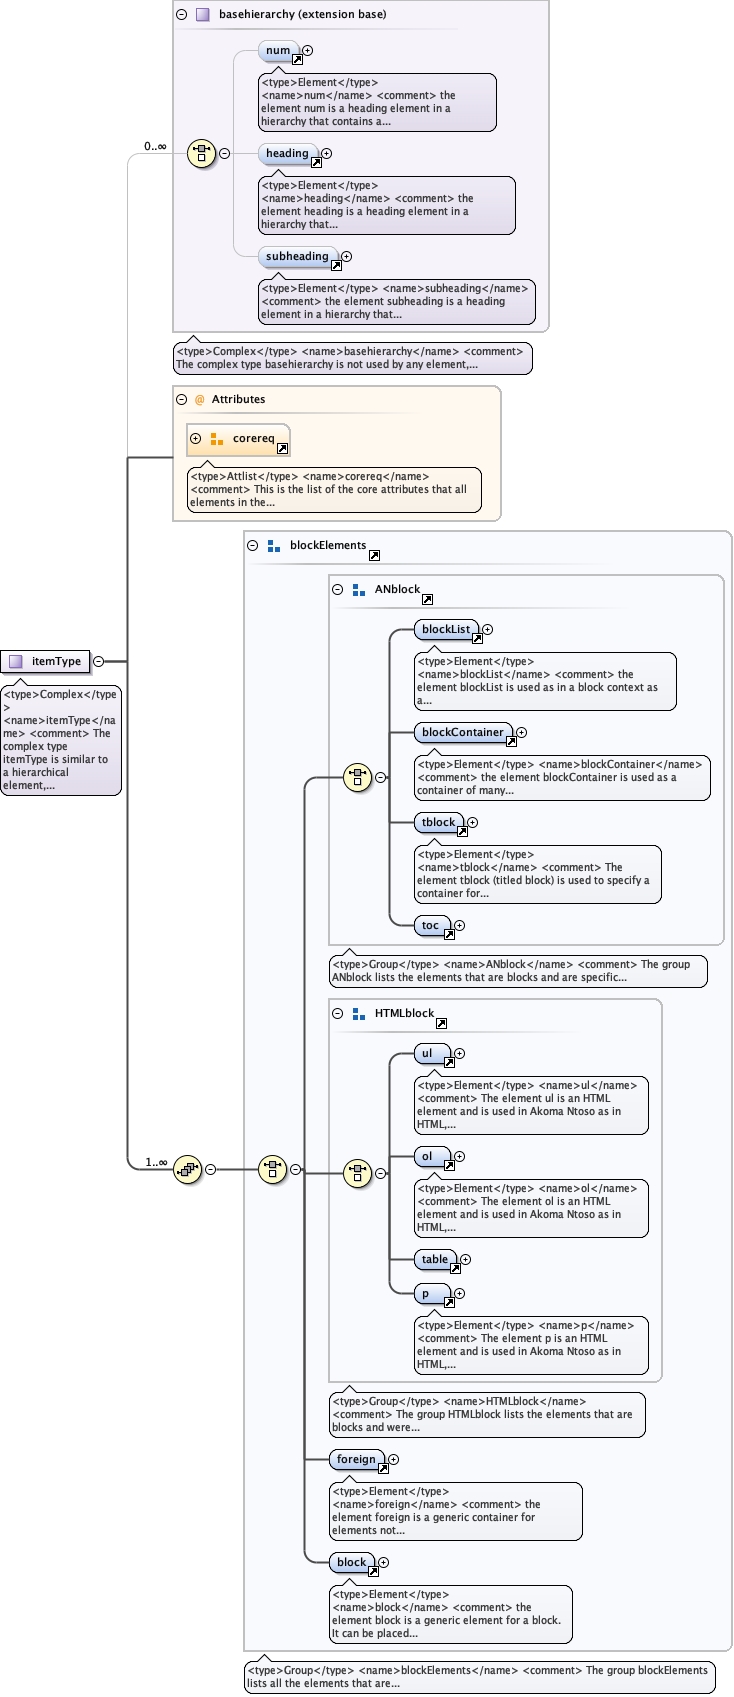 basehierarchy (extension base)
num
<type>Element</type>
<name>num</name> <comment> the
element num is a heading element in a
hierarchy that contains a...
0..∞
heading
<type>Element</type>
<name>heading</name> <comment> the
element heading is a heading element in a
hierarchy that...
subheading
<type>Element</type> <name>subheading</name>
<comment> the element subheading is a heading
element in a hierarchy that...
<type>Complex</type> <name>basehierarchy</name> <comment>
The complex type basehierarchy is not used by any element,...
@ Attributes
corereq
<type>Attlist</type> <name>corereq</name>
<comment> This is the list of the core attributes that all
elements in the...
itemType
<type>Complex</type
>
<name>itemType</na
me> <comment> The
complex type
itemType is similar to
a hierarchical
element,...
1..∞
blockElements
ANblock
blockList
<type>Element</type>
<name>blockList</name> <comment> the
element blockList is used as in a block context as
a...
blockContainer
<type>Element</type> <name>blockContainer</name>
<comment> the element blockContainer is used as a
container of many...
tblock
<type>Element</type>
<name>tblock</name> <comment> The
element tblock (titled block) is used to specify a
container for...
toc
<type>Group</type> <name>ANblock</name> <comment> The group
ANblock lists the elements that are blocks and are specific...
HTMLblock
ul
<type>Element</type> <name>ul</name>
<comment> The element ul is an HTML
element and is used in Akoma Ntoso as in
HTML,...
ol
<type>Element</type> <name>ol</name>
<comment> The element ol is an HTML
element and is used in Akoma Ntoso as in
HTML,...
table
p
<type>Element</type> <name>p</name>
<comment> The element p is an HTML
element and is used in Akoma Ntoso as in
HTML,...
<type>Group</type> <name>HTMLblock</name>
<comment> The group HTMLblock lists the elements that are
blocks and were...
foreign
<type>Element</type>
<name>foreign</name> <comment> the
element foreign is a generic container for
elements not...
block
<type>Element</type>
<name>block</name> <comment> the
element block is a generic element for a block.
It can be placed...
<type>Group</type> <name>blockElements</name> <comment> The group blockElements
lists all the elements that are...